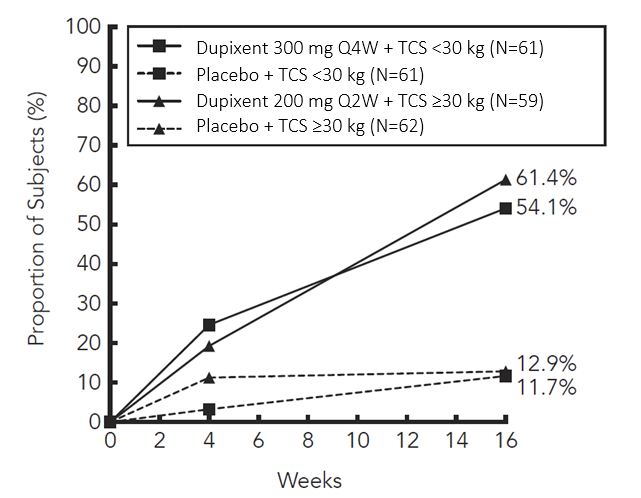 100
90
80
70
60
50
40
30
20
10
0
Proportion of Subjects (%)
Dupixent 300 mg Q4W + TCS <30 kg (N=61)
Placebo + TCS <30 kg (N=61)
Dupixent 200 mg Q2W + TCS ≥30 kg (N=59)
Placebo + TCS ≥30 kg (N=62)
61.4%
54.1%
12.9%
11.7%
0 2 4 6 8 10 12 14 16
Weeks